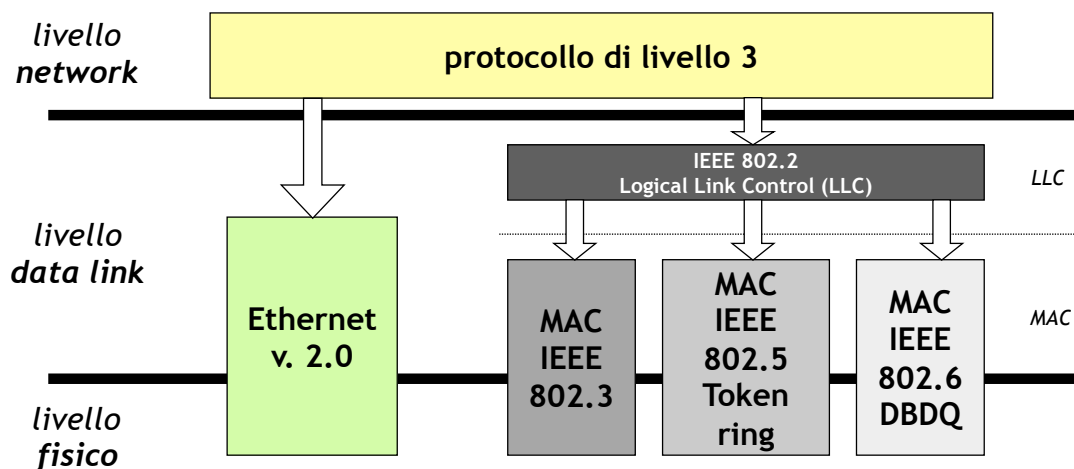 livello
network
protocollo di livello 3
IEEE 802.2
Logical Link Control (LLC)
LLC
livello
data link
Ethernet
v. 2.0
MAC
IEEE
802.3
MAC
IEEE
802.5
Token
ring
MAC
IEEE
802.6
DBDQ
MAC
livello
fisico